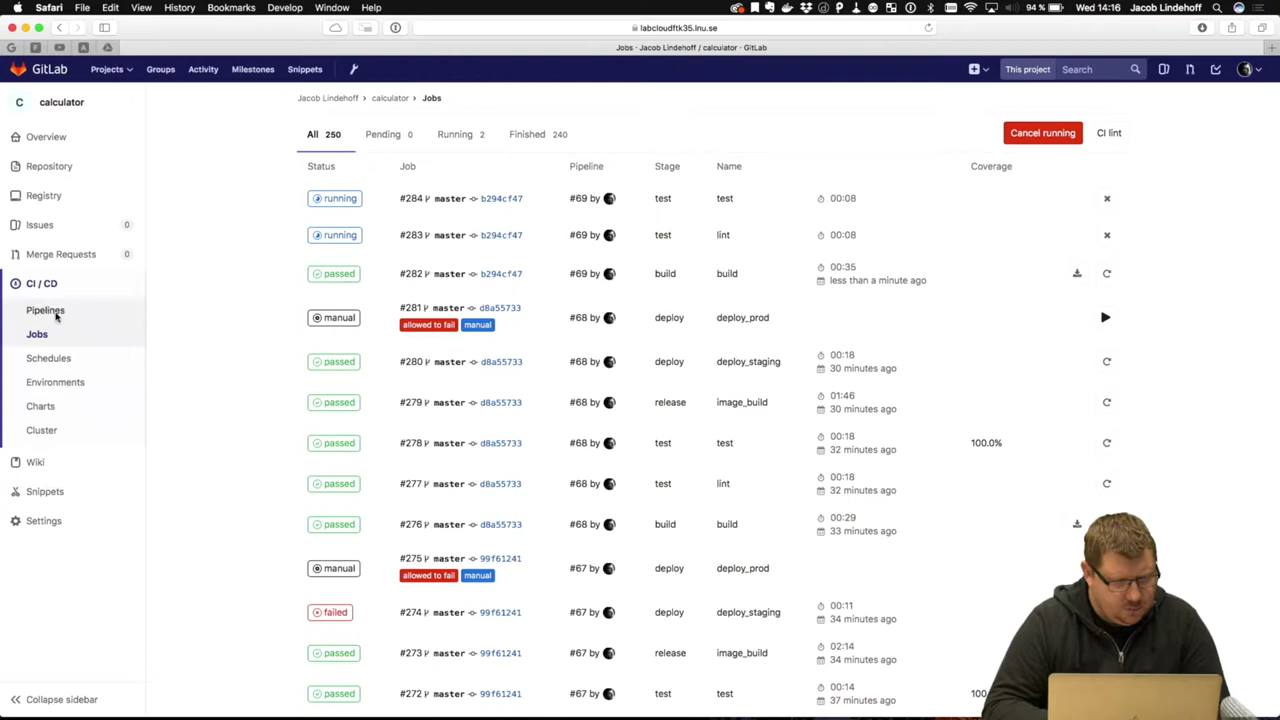 Safari File Edit View History Bookmarks Develop Window Help 94 % Wed 14:16 Jacob Lindehoff
labcloudftk35.lnu.se
Jobs · Jacob Lindehoff / calcuator · GitLab
GitLab Projects Groups Activity Milestones Snippets This project Search
C calculator
Jacob Lindehoff > calculator > Jobs
Overview
Repository
Registry
Issues 0
Merge Requests 0
CI / CD
Pipelines
Jobs
Schedules
Environments
Charts
Cluster
Wiki
Snippets
Settings
Collapse sidebar
All 250 Pending 0 Running 2 Finished 240 Cancel running CI lint
Status Job Pipeline Stage Name Coverage
running #284 master b294cf47 #69 by test test 00:08
running #283 master b294cf47 #69 by test lint 00:08
passed #282 master b294cf47 #69 by build build 00:35
less than a minute ago
manual #281 master d8a55733 #68 by deploy deploy_prod
allowed to fail manual
passed #280 master d8a55733 #68 by deploy deploy_staging 00:18
30 minutes ago
passed #279 master d8a55733 #68 by release image_build 01:46
30 minutes ago
passed #278 master d8a55733 #68 by test test 00:18 100.0%
32 minutes ago
passed #277 master d8a55733 #68 by test lint 00:18
32 minutes ago
passed #276 master d8a55733 #68 by build build 00:29
33 minutes ago
manual #275 master 99f61241 #67 by deploy deploy_prod
allowed to fail manual
failed #274 master 99f61241 #67 by deploy deploy_staging 00:11
34 minutes ago
passed #273 master 99f61241 #67 by release image_build 02:14
34 minutes ago
passed #272 master 99f61241 #67 by test test 00:14 100
37 minutes ago